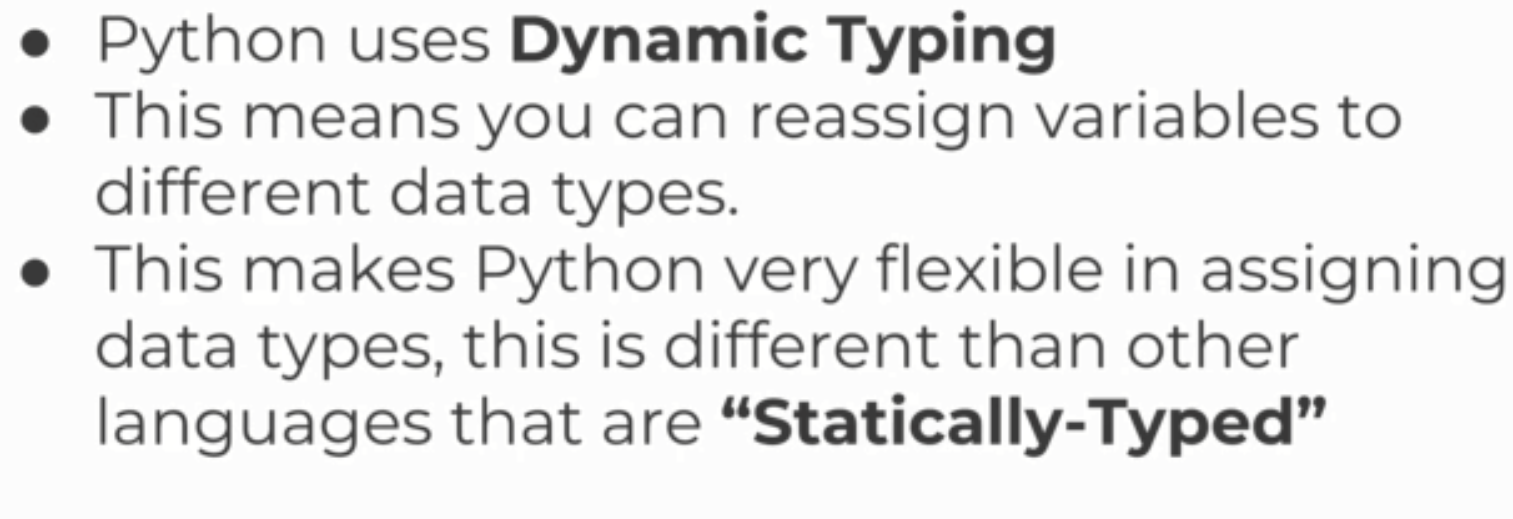 ● Python uses Dynamic Typing
● This means you can reassign variables to
different data types.
● This makes Python very flexible in assigning
data types, this is different than other
languages that are “Statically-Typed”